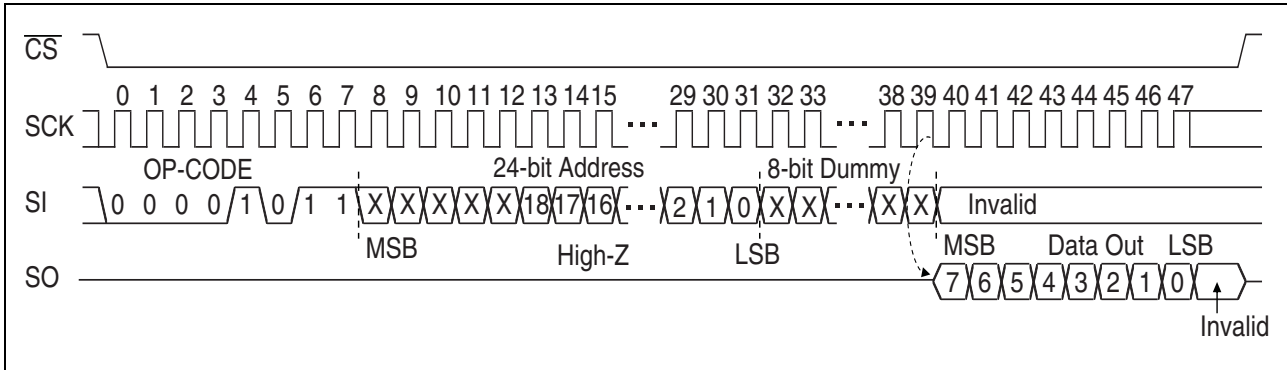 CS
0 1 2 3 4 5 6 7 8 9 10 11 12 13 14 15 29 30 31 32 33 38 39 40 41 42 43 44 45 46 47
SCK
OP-CODE 24-bit Address 8-bit Dummy
SI 0 0 0 0 1 0 1 1 X X X X X 18 17 16 2 1 0 X X X X Invalid
MSB High-Z LSB MSB Data Out LSB
SO 7 6 5 4 3 2 1 0
Invalid